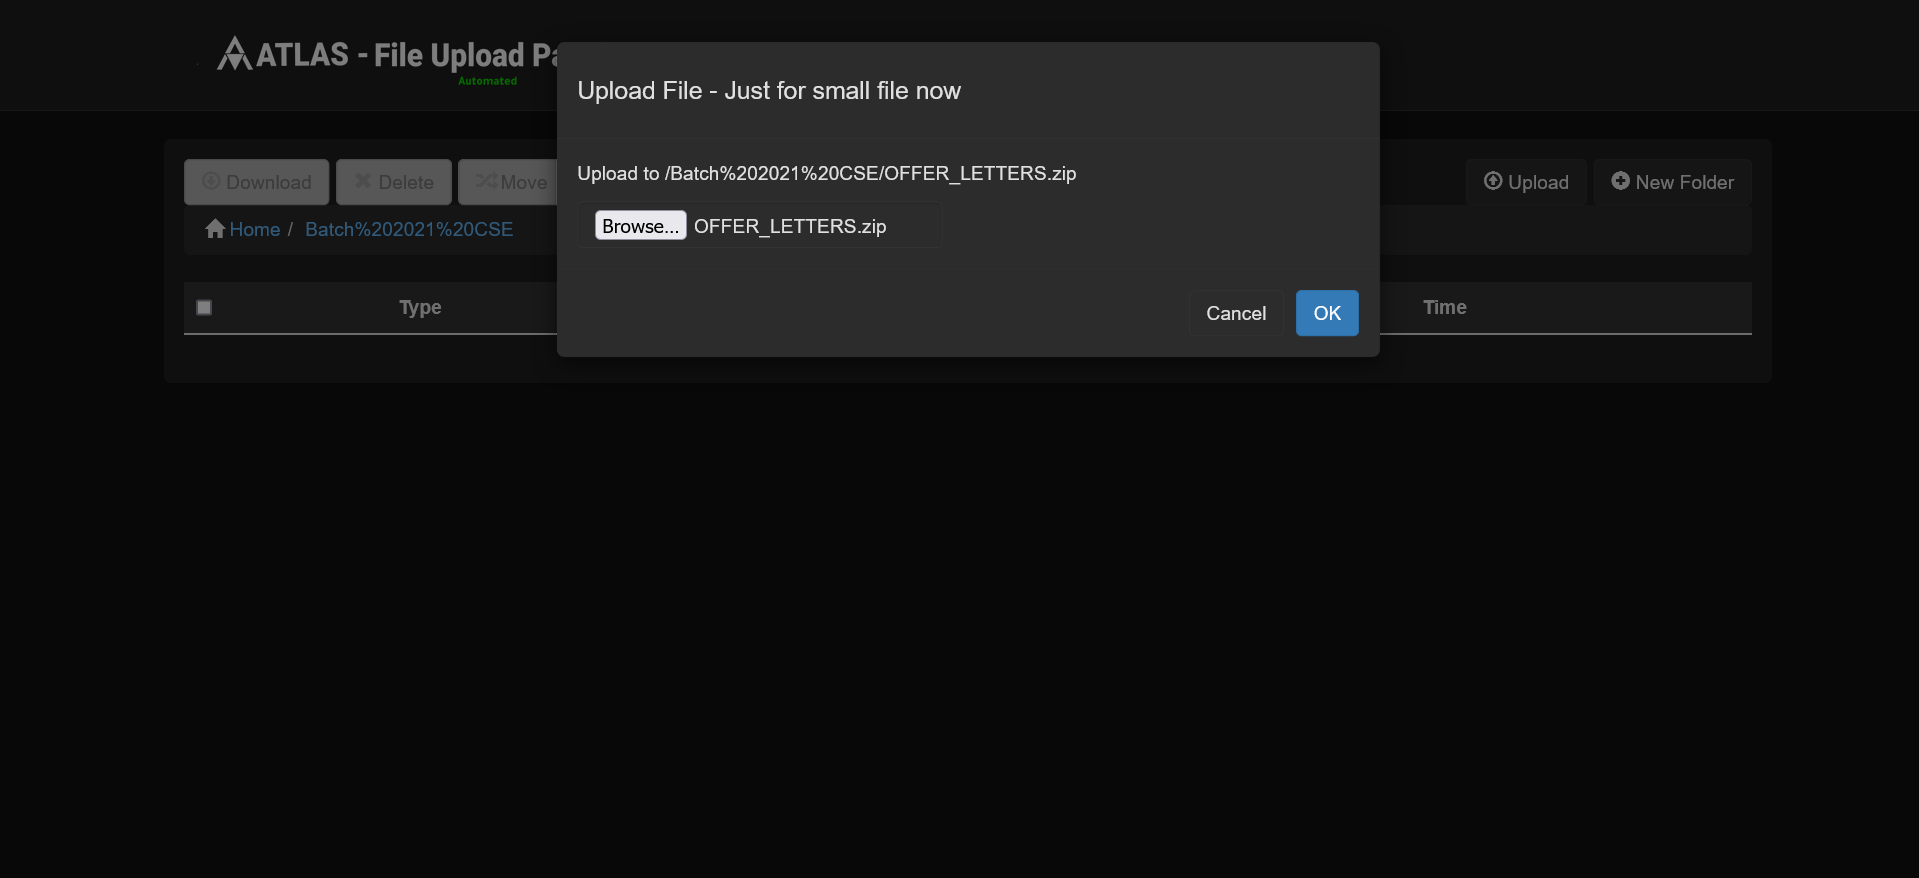 ATLAS - File Upload
Automated
Upload File - Just for small file now
Upload to /Batch%202021%20CSE/OFFER_LETTERS.zip
Browse... OFFER_LETTERS.zip
Cancel OK
Download Delete Move Upload New Folder
Home / Batch%202021%20CSE
Type Time